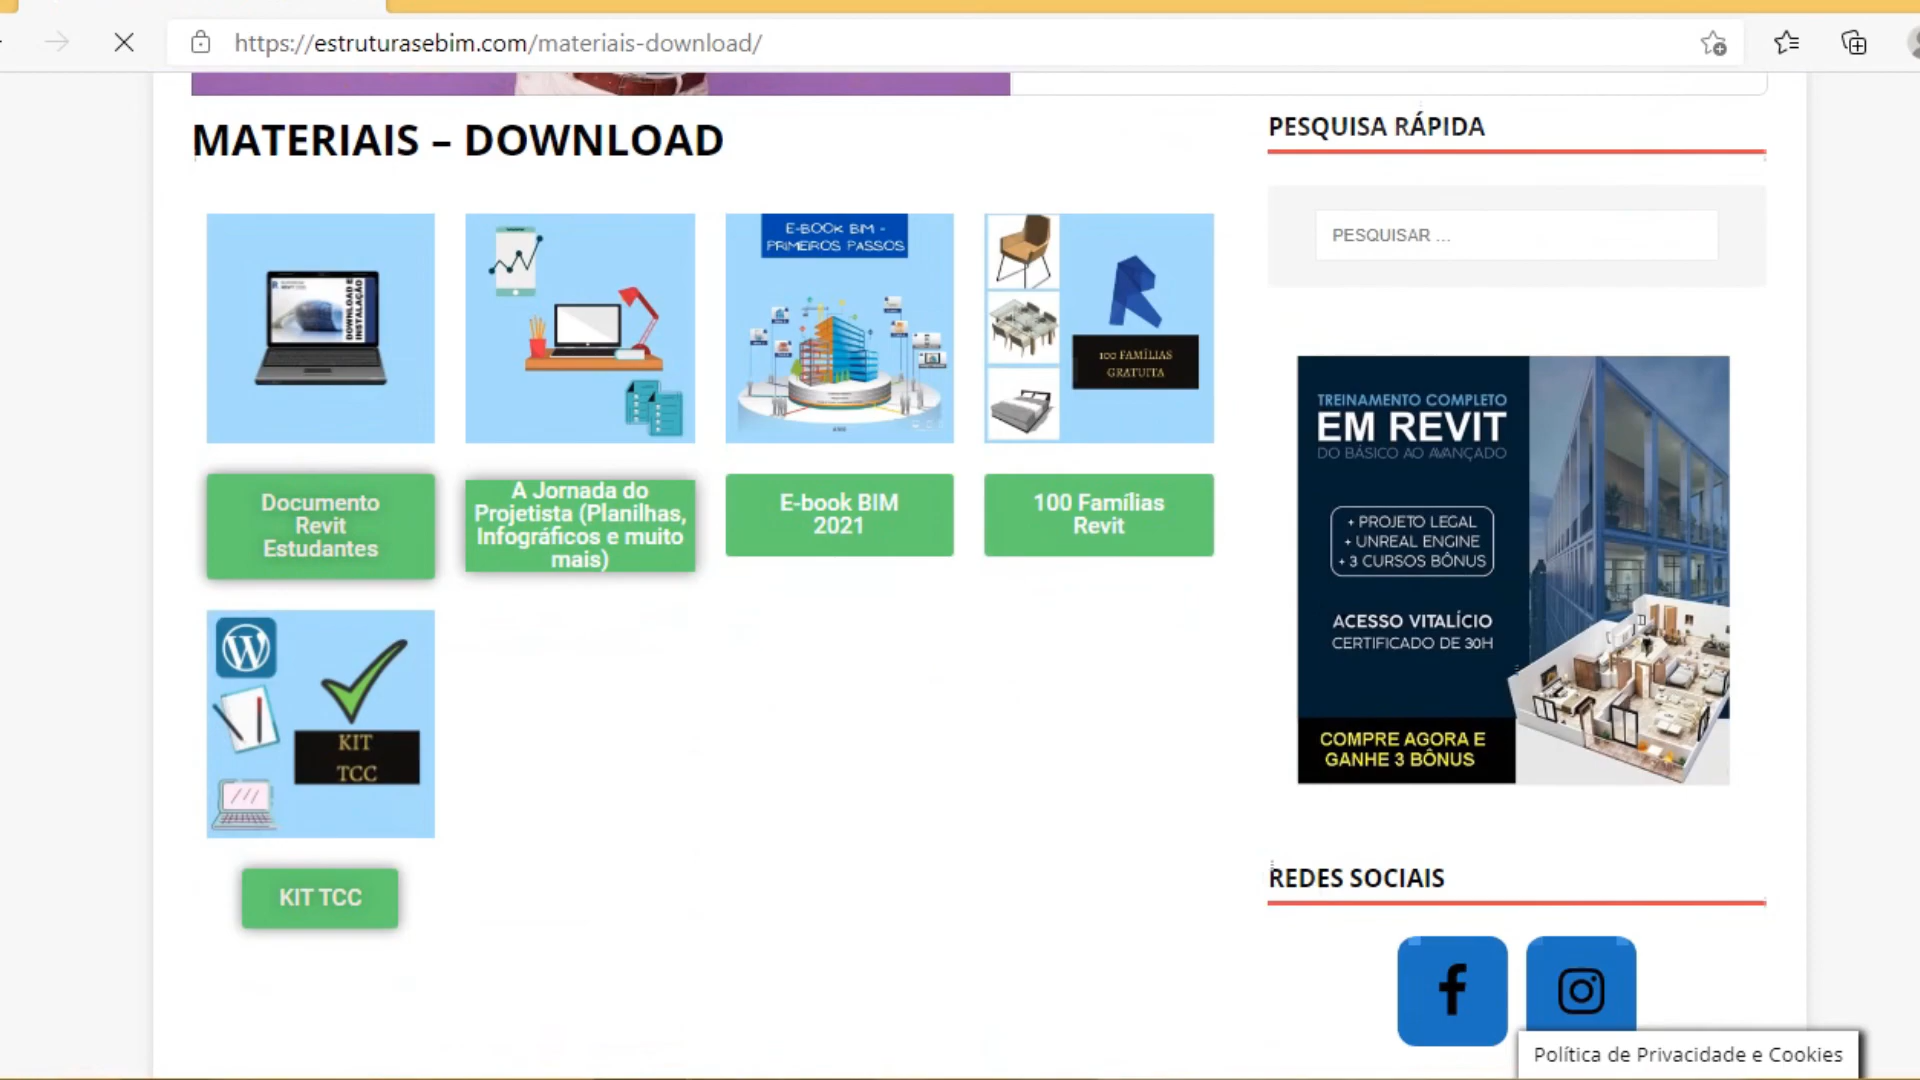 https://estruturasebim.com/materiais-download/
MATERIAIS – DOWNLOAD
PESQUISA RÁPIDA
PESQUISAR ...
DOWNLOAD E
INSTALAÇÃO
E-BOOK BIM -
PRIMEIROS PASSOS
100 FAMÍLIAS
GRATUITA
Documento
Revit
Estudantes
A Jornada do
Projetista (Planilhas,
Infográficos e muito
mais)
E-book BIM
2021
100 Famílias
Revit
KIT
TCC
KIT TCC
TREINAMENTO COMPLETO
EM REVIT
DO BÁSICO AO AVANÇADO
+ PROJETO LEGAL
+ UNREAL ENGINE
+ 3 CURSOS BÔNUS
ACESSO VITALÍCIO
CERTIFICADO DE 30H
COMPRE AGORA E
GANHE 3 BÔNUS
REDES SOCIAIS
Política de Privacidade e Cookies